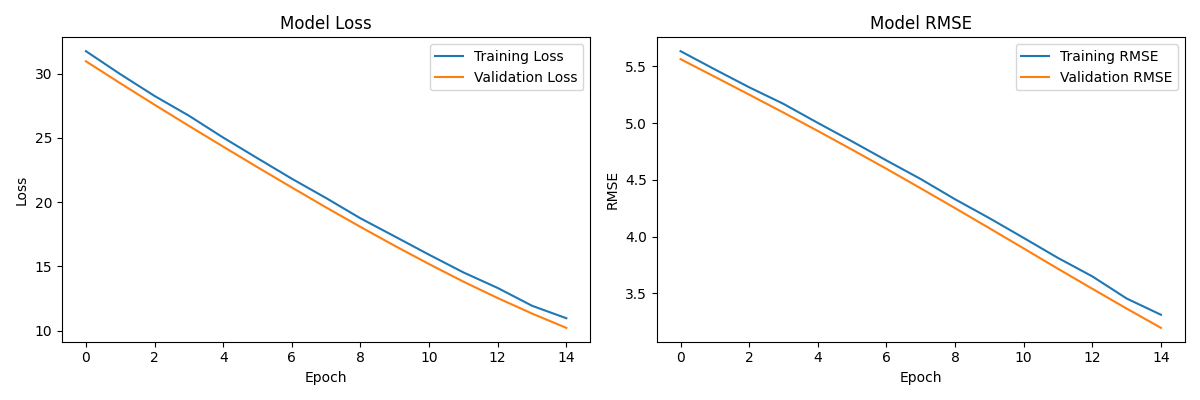 Model Loss
Training Loss
Validation Loss
30
25
20
15
10
Loss
0 2 4 6 8 10 12 14
Epoch
Model RMSE
Training RMSE
Validation RMSE
5.5
5.0
4.5
4.0
3.5
RMSE
0 2 4 6 8 10 12 14
Epoch